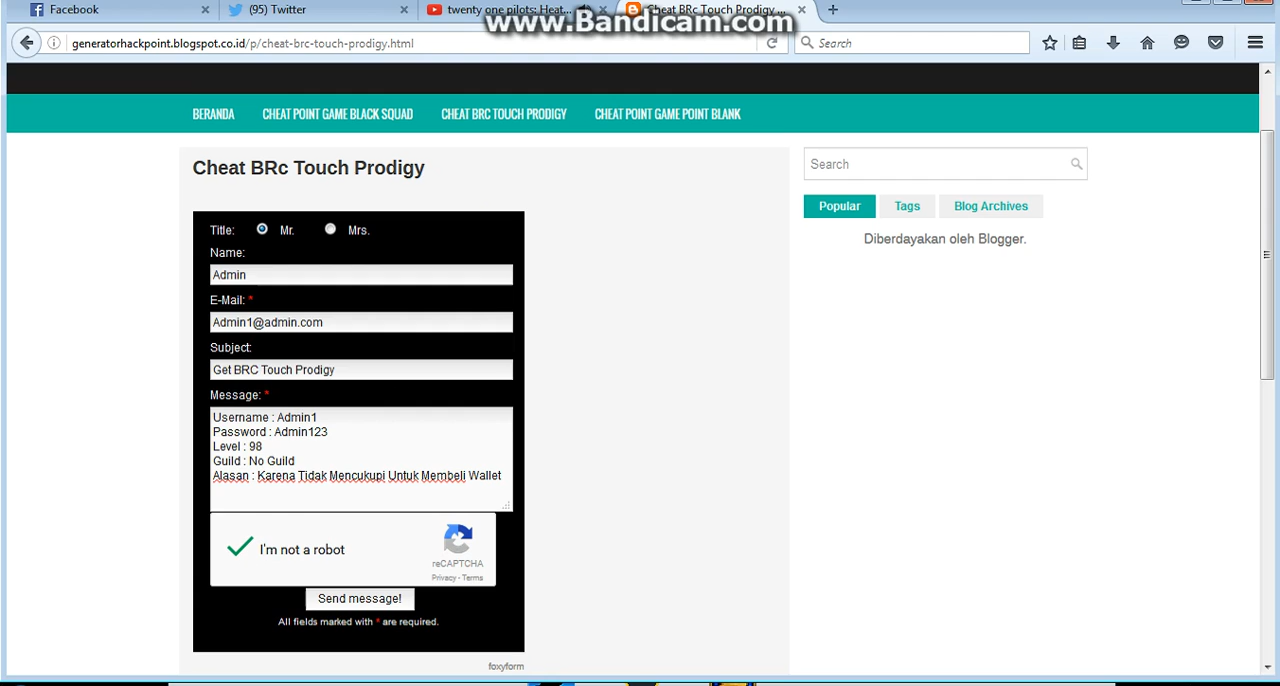 www.Bandicam.com
Facebook
(95) Twitter
twenty one pilots: Heat...
Cheat BRc Touch Prodigy ...
generatorhackpoint.blogspot.co.id/p/cheat-brc-touch-prodigy.html
Search
BERANDA CHEAT POINT GAME BLACK SQUAD CHEAT BRC TOUCH PRODIGY CHEAT POINT GAME POINT BLANK
Cheat BRc Touch Prodigy
Title: Mr. Mrs.
Name:
Admin
E-Mail: *
Admin1@admin.com
Subject:
Get BRC Touch Prodigy
Message: *
Username : Admin1
Password : Admin123
Level : 98
Guild : No Guild
Alasan : Karena Tidak Mencukupi Untuk Membeli Wallet
I'm not a robot
reCAPTCHA
Privacy - Terms
Send message!
All fields marked with * are required.
foxyform
Search
Popular Tags Blog Archives
Diberdayakan oleh Blogger.